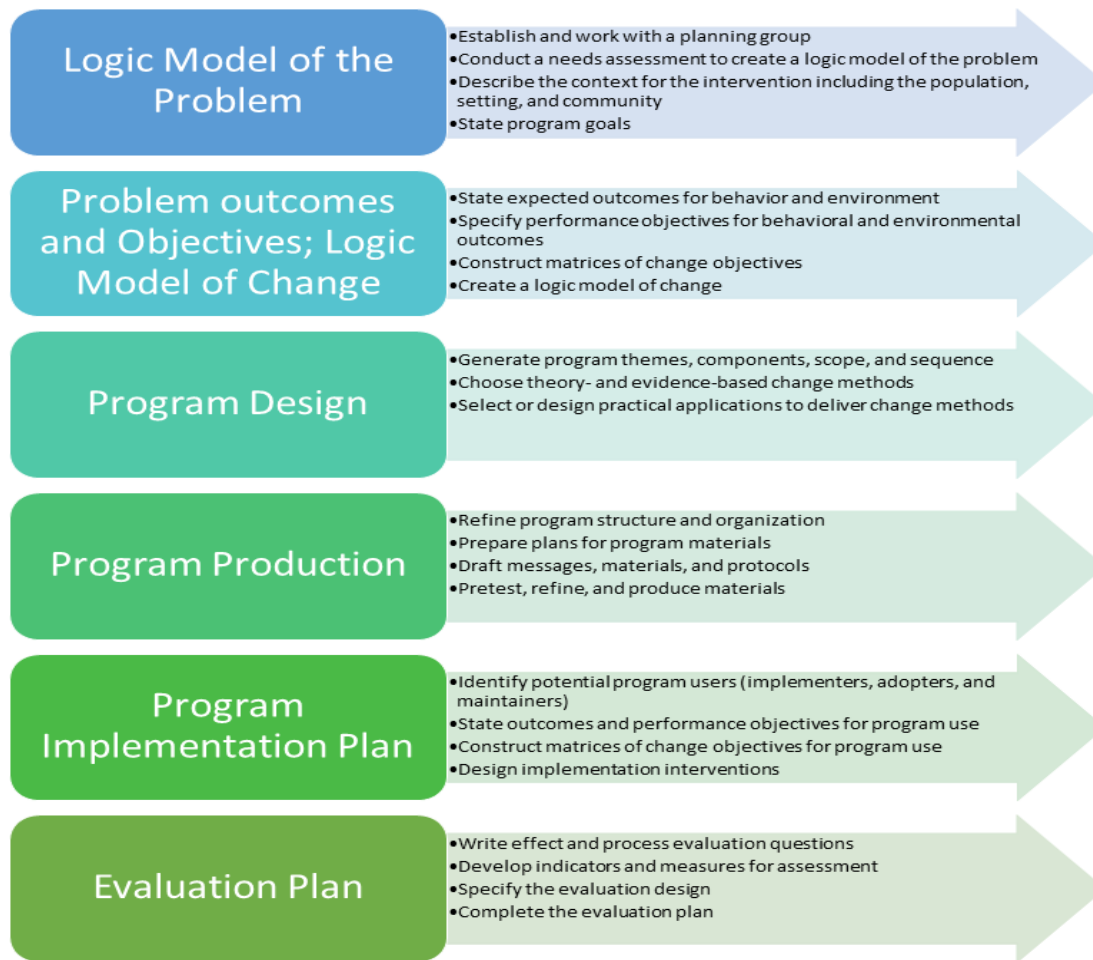 Logic Model of the
Problem
•Establish and work with a planning group
•Conduct a needs assessment to create a logic model of the problem
•Describe the context for the intervention including the population,
setting, and community
•State program goals
Problem outcomes
and Objectives; Logic
Model of Change
•State expected outcomes for behavior and environment
•Specify performance objectives for behavioral and environmental
outcomes
•Construct matrices of change objectives
•Create a logic model of change
Program Design
•Generate program themes, components, scope, and sequence
•Choose theory- and evidence-based change methods
•Select or design practical applications to deliver change methods
Program Production
•Refine program structure and organization
•Prepare plans for program materials
•Draft messages, materials, and protocols
•Pretest, refine, and produce materials
Program
Implementation Plan
•Identify potential program users (implementers, adopters, and
maintainers)
•State outcomes and performance objectives for program use
•Construct matrices of change objectives for program use
•Design implementation interventions
Evaluation Plan
•Write effect and process evaluation questions
•Develop indicators and measures for assessment
•Specify the evaluation design
•Complete the evaluation plan